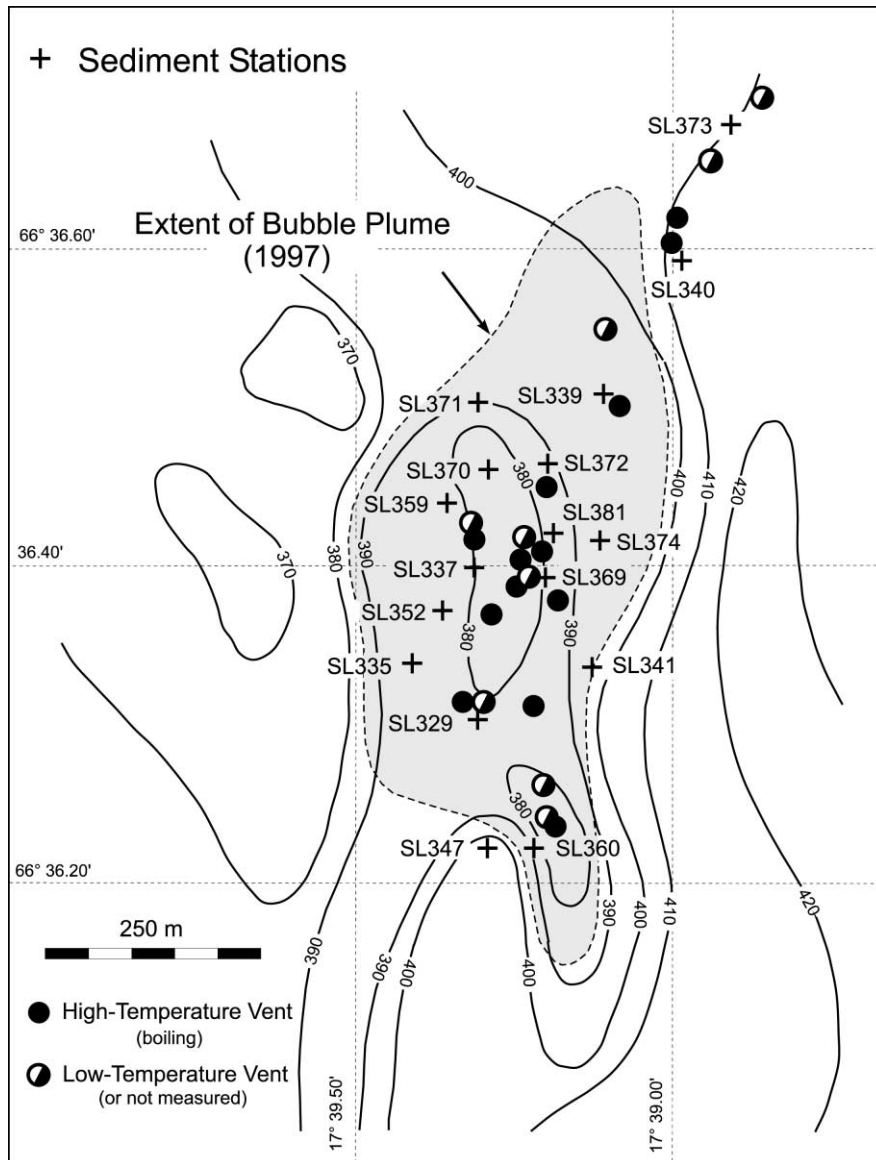 + Sediment Stations
SL373
400
Extent of Bubble Plume
(1997)
66° 36.60'
SL340
370
SL371
SL339
SL370
380
SL372
400
410
420
SL359
SL381
370
380
390
SL374
36.40'
SL337
SL369
SL352
380
390
SL335
SL341
SL329
380
SL347
SL360
66° 36.20'
420
390
400
410
250 m
390
390
400
400
High-Temperature Vent
(boiling)
Low-Temperature Vent
(or not measured)
17° 39.50'
17° 39.00'